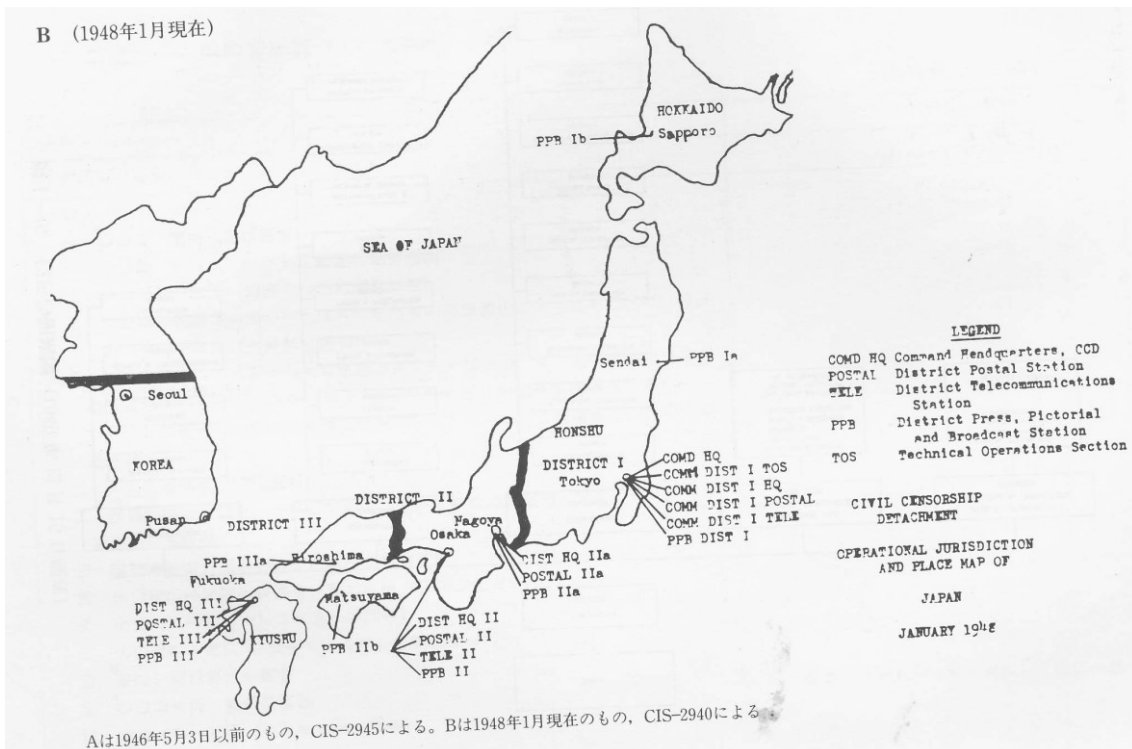 B (1948年1月現在)
HOKKAIDO
PPB Ib
Sapporo
SEA OF JAPAN
Sendai
PPB Ia
Seoul
KOREA
Pusan
HONSHU
DISTRICT I
Tokyo
COMD HQ
COMM DIST I TOS
COMM DIST I HQ
COMM DIST I POSTAL
COMM DIST I TELE
PPB DIST I
DISTRICT II
DISTRICT III
Nagoya
Osaka
DIST HQ IIa
POSTAL IIa
PPB IIa
PPB IIIa
Hiroshima
Fukuoka
DIST HQ III
POSTAL III
TELE III
PPB III
KYUSHU
Matsuyama
PPB IIb
DIST HQ II
POSTAL II
TELE II
PPB II
LEGEND
COMD HQ Command Headquarters, CCD
POSTAL District Postal Station
TELE District Telecommunications
Station
PPB District Press, Pictorial
and Broadcast Station
TOS Technical Operations Section
CIVIL CENSORSHIP
DETACHMENT
OPERATIONAL JURISDICTION
AND PLACE MAP OF
JAPAN
JANUARY 1948
Aは1946年5月3日以前のもの，CIS-2945による。Bは1948年1月現在のもの，CIS-2940による